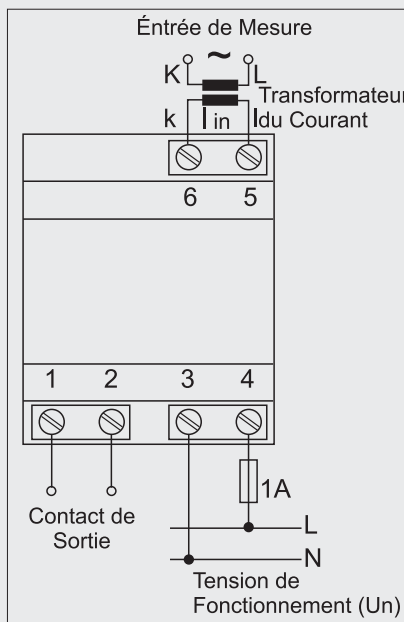 Éntrée de Mesure
~
K L
Transformateur
k I in l du Courant
6 5
1 2 3 4
1A
Contact de
Sortie
L
N
Tension de
Fonctionnement (Un)